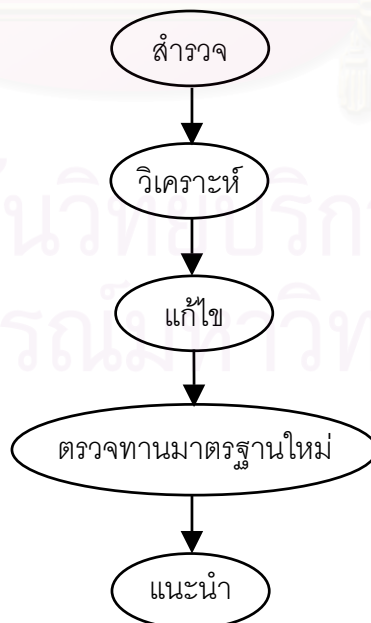 สำรวจ
วิเคราะห์
แก้ไข
ตรวจทานมาตรฐานใหม่
แนะนำ